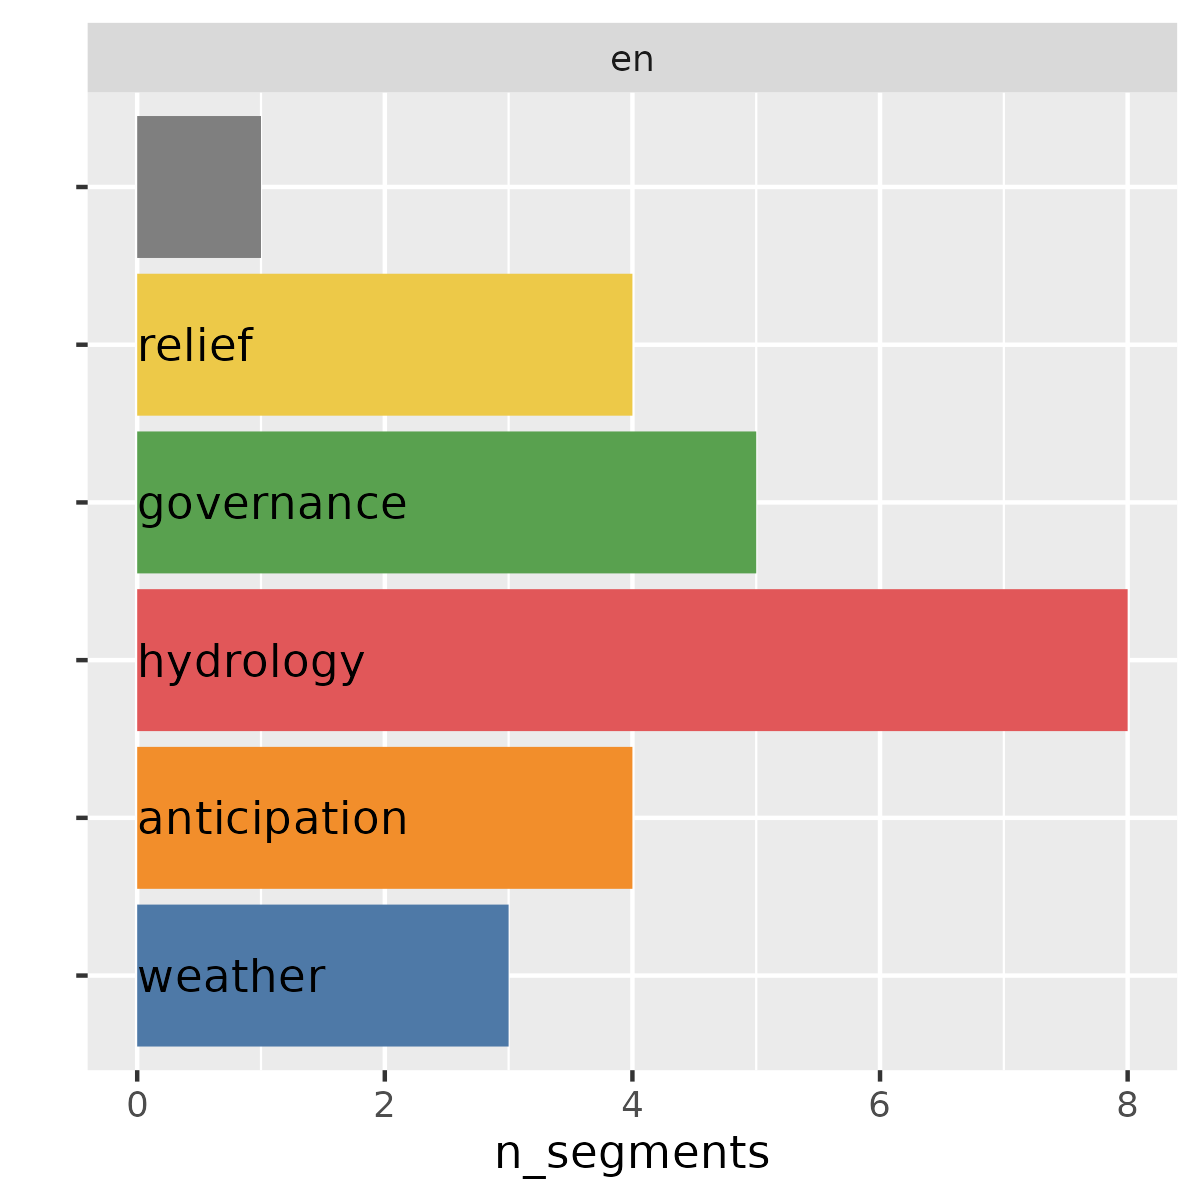 en
relief
governance
hydrology
anticipation
weather
0 2 4 6 8
n_segments